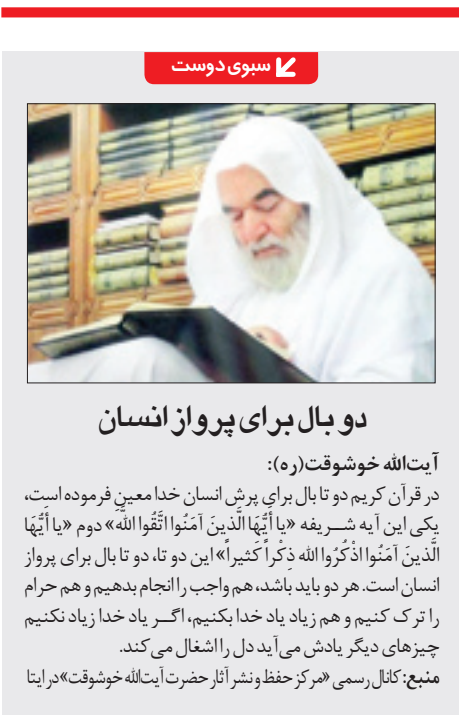 سبوی دوست
دو بال برای پرواز انسان
آیت‌الله خوشوقت(ره):
در قرآن کریم دو تا بال برای پرش انسان خدا معین فرموده است،
یکی این آیه شــریفه «یا أَیُّهَا الَّذینَ آمَنُوا اتَّقُوا اللَّه» دوم «یا أَیُّهَا
الَّذینَ آمَنُوا اذْکُرُوا الله ذِکْراً کَثیراً» این دو تا، دو تا بال برای پرواز
انسان است. هر دو باید باشد، هم واجب را انجام بدهیم و هم حرام
را ترک کنیم و هم زیاد یاد خدا بکنیم، اگــر یاد خدا زیاد نکنیم
چیزهای دیگر یادش می‌آید دل را اشغال می‌کند.
منبع: کانال رسمی «مرکز حفظ و نشر آثار حضرت آیت‌الله خوشوقت» در ایتا